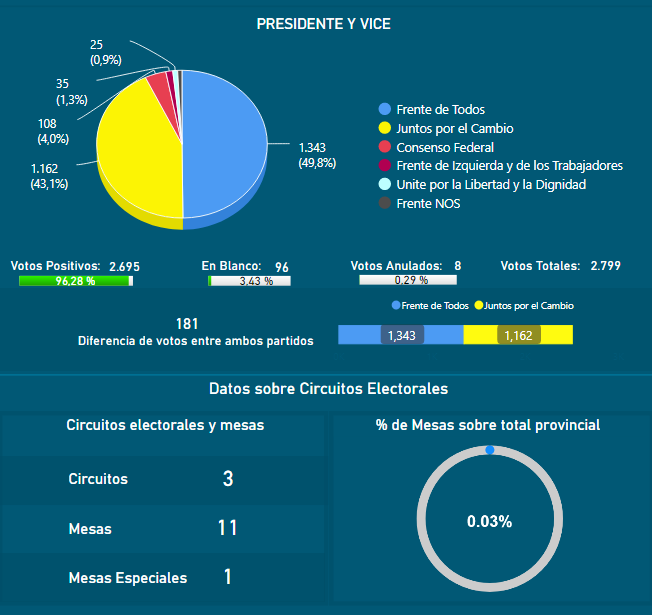 PRESIDENTE Y VICE
25
(0,9%)
35
(1,3%)
108
(4,0%)
1.162
(43,1%)
1.343
(49,8%)
Frente de Todos
Juntos por el Cambio
Consenso Federal
Frente de Izquierda y de los Trabajadores
Unite por la Libertad y la Dignidad
Frente NOS
Votos Positivos: 2.695
96,28 %
En Blanco: 96
3,43 %
Votos Anulados: 8
0.29 %
Votos Totales: 2.799
181
Diferencia de votos entre ambos partidos
Frente de Todos Juntos por el Cambio
1,343 1,162
Datos sobre Circuitos Electorales
Circuitos electorales y mesas
Circuitos 3
Mesas 11
Mesas Especiales 1
% de Mesas sobre total provincial
0.03%